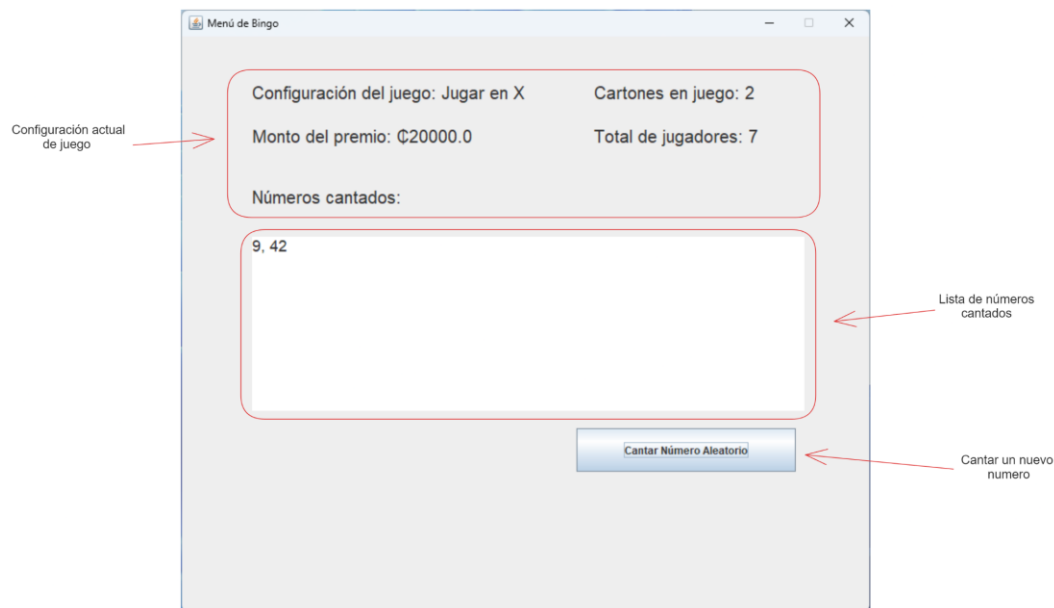 Menú de Bingo
Configuración del juego: Jugar en X
Cartones en juego: 2
Configuración actual
de juego
Monto del premio: ₡20000.0
Total de jugadores: 7
Números cantados:
9, 42
Lista de números
cantados
Cantar Número Aleatorio
Cantar un nuevo
numero